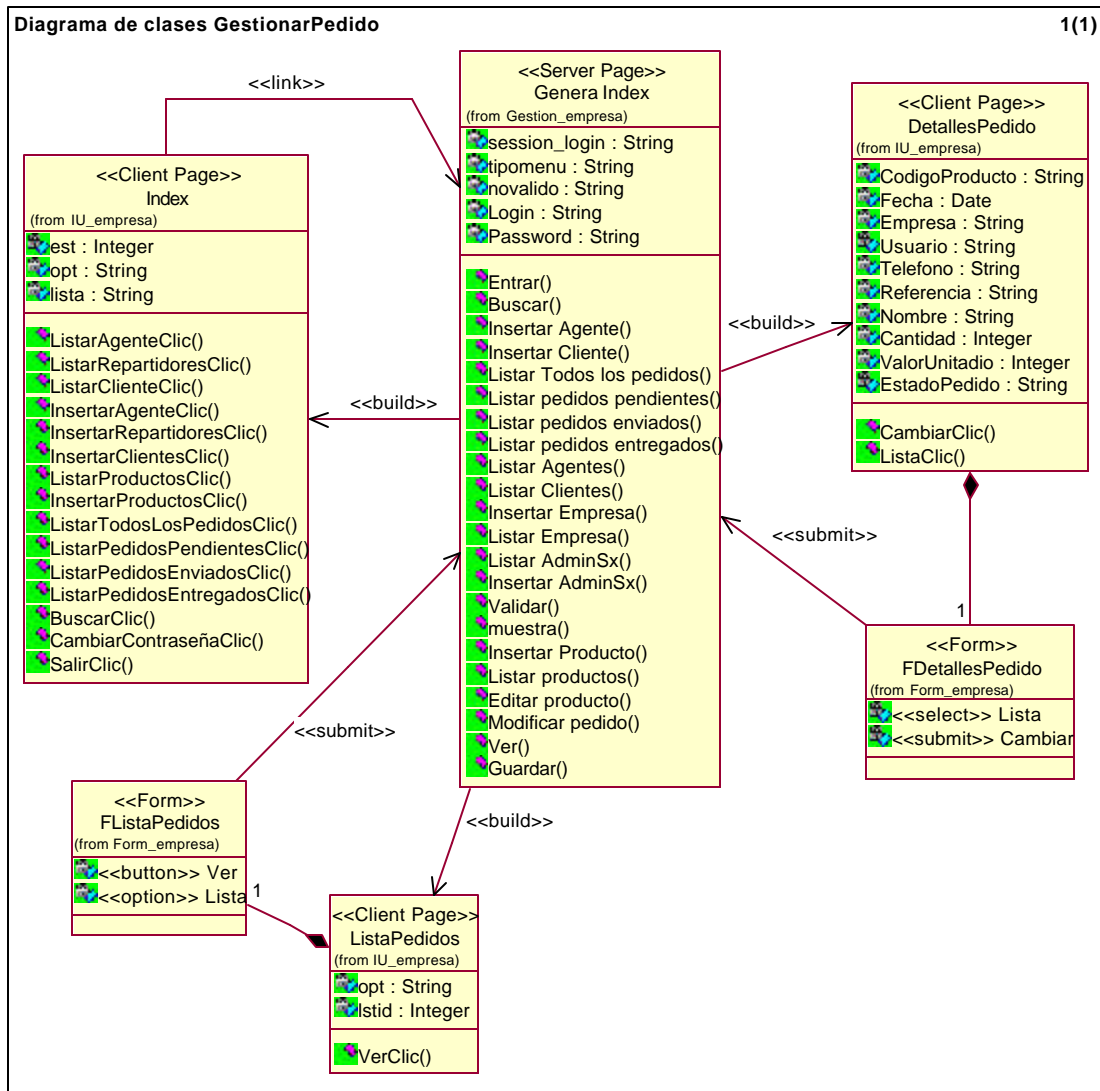 Diagrama de clases GestionarPedido
1(1)
<<link>>
<<Server Page>>
Genera Index
(from Gestion_empresa)
session_login : String
tipomenu : String
novalido : String
Login : String
Password : String
Entrar()
Buscar()
Insertar Agente()
Insertar Cliente()
Listar Todos los pedidos()
Listar pedidos pendientes()
Listar pedidos enviados()
Listar pedidos entregados()
Listar Agentes()
Listar Clientes()
Insertar Empresa()
Listar Empresa()
Listar AdminSx()
Insertar AdminSx()
Validar()
muestra()
Insertar Producto()
Listar productos()
Editar producto()
Modificar pedido()
Ver()
Guardar()
<<Client Page>>
Index
(from IU_empresa)
est : Integer
opt : String
lista : String
ListarAgenteClic()
ListarRepartidoresClic()
ListarClienteClic()
InsertarAgenteClic()
InsertarRepartidoresClic()
InsertarClientesClic()
ListarProductosClic()
InsertarProductosClic()
ListarTodosLosPedidosClic()
ListarPedidosPendientesClic()
ListarPedidosEnviadosClic()
ListarPedidosEntregadosClic()
BuscarClic()
CambiarContraseñaClic()
SalirClic()
<<build>>
<<Client Page>>
DetallesPedido
(from IU_empresa)
CodigoProducto : String
Fecha : Date
Empresa : String
Usuario : String
Telefono : String
Referencia : String
Nombre : String
Cantidad : Integer
ValorUnitadio : Integer
EstadoPedido : String
CambiarClic()
ListaClic()
<<build>>
<<submit>>
1
<<Form>>
FDetallesPedido
(from Form_empresa)
<<select>> Lista
<<submit>> Cambiar
<<submit>>
<<Form>>
FListaPedidos
(from Form_empresa)
<<button>> Ver
<<option>> Lista
1
<<build>>
<<Client Page>>
ListaPedidos
(from IU_empresa)
opt : String
lstid : Integer
VerClic()